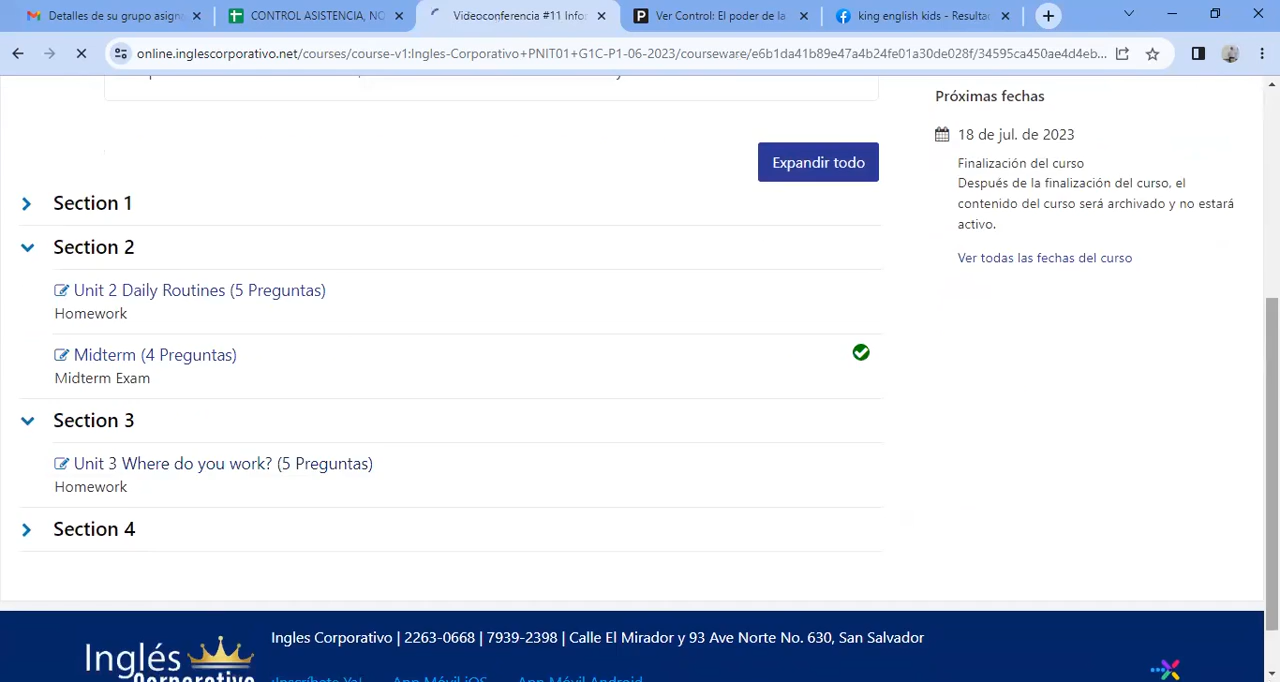 Detalles de su grupo asigna
CONTROL ASISTENCIA, NO
Videoconferencia #11 Info
Ver Control: El poder de la
king english kids - Resultad
online.inglescorporativo.net/courses/course-v1:Ingles-Corporativo+PNIT01+G1C-P1-06-2023/courseware/e6b1da41b89e47a4b24fe01a30de028f/34595ca450ae4d4eb...
Próximas fechas
18 de jul. de 2023
Finalización del curso
Después de la finalización del curso, el
contenido del curso será archivado y no estará
activo.
Ver todas las fechas del curso
Expandir todo
Section 1
Section 2
Unit 2 Daily Routines (5 Preguntas)
Homework
Midterm (4 Preguntas)
Midterm Exam
Section 3
Unit 3 Where do you work? (5 Preguntas)
Homework
Section 4
Inglés
Corporativo
Ingles Corporativo | 2263-0668 | 7939-2398 | Calle El Mirador y 93 Ave Norte No. 630, San Salvador
¡Inscríbete Ya!
App Móvil iOS
App Móvil Android